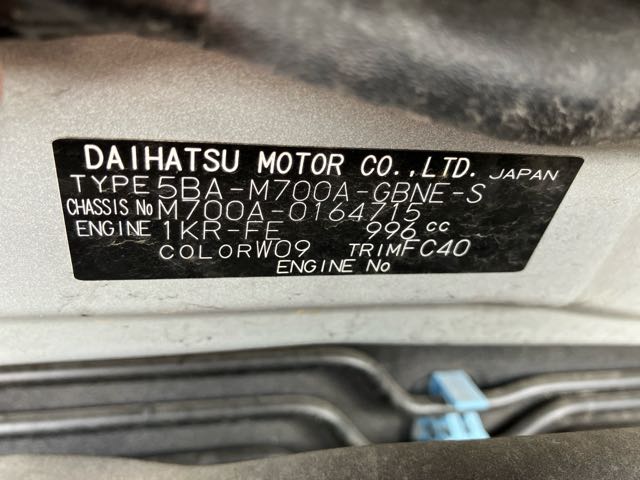 DAIHATSU MOTOR CO.,LTD. JAPAN
TYPE 5BA-M700A-GBNE-S
CHASSIS No M700A-0164715
ENGINE 1KR-FE 996 cc
COLOR W09 TRIM FC40
ENGINE No